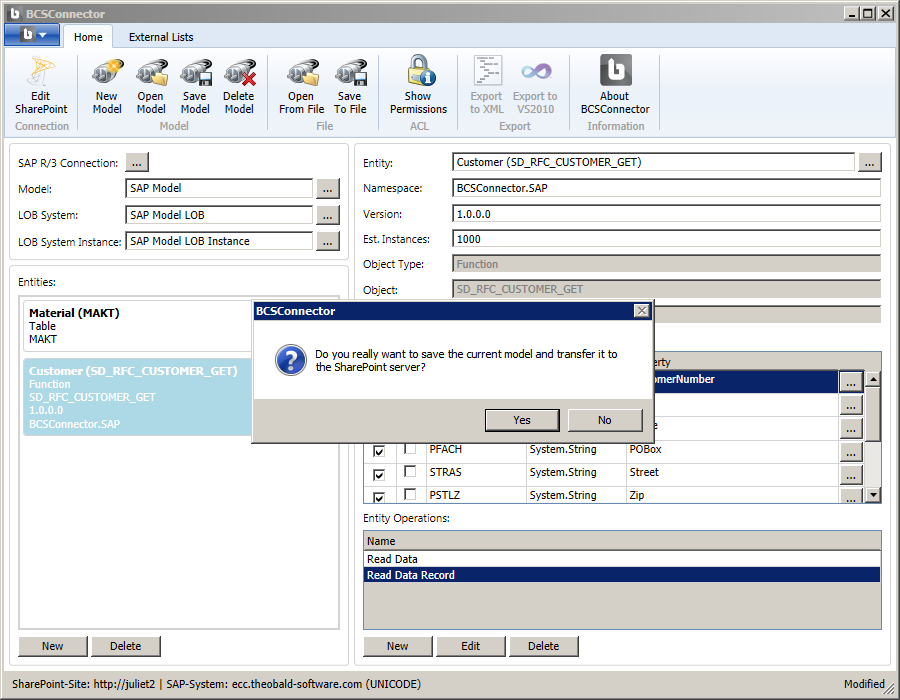 BCSConnector
Home
External Lists
Edit SharePoint
New Model
Open Model
Save Model
Delete Model
Open From File
Save To File
Show Permissions
Export to XML
Export to VS2010
About BCSConnector
Connection
Model
File
ACL
Export
Information
SAP R/3 Connection: ...
Model: SAP Model ...
LOB System: SAP Model LOB ...
LOB System Instance: SAP Model LOB Instance ...
Entities:
Material (MAKT)
Table
MAKT
Customer (SD_RFC_CUSTOMER_GET)
Function
SD_RFC_CUSTOMER_GET
1.0.0.0
BCSConnector.SAP
New Delete
Entity: Customer (SD_RFC_CUSTOMER_GET) ...
Namespace: BCSConnector.SAP
Version: 1.0.0.0
Est. Instances: 1000
Object Type: Function
Object: SD_RFC_CUSTOMER_GET
BCSConnector
Do you really want to save the current model and transfer it to
the SharePoint server?
Yes No
erty
omerNumber ...
...
e ...
PFACH System.String POBox ...
STRAS System.String Street ...
PSTLZ System.String Zip ...
Entity Operations:
Name
Read Data
Read Data Record
New Edit Delete
SharePoint-Site: http://juliet2 | SAP-System: ecc.theobald-software.com (UNICODE)
Modified